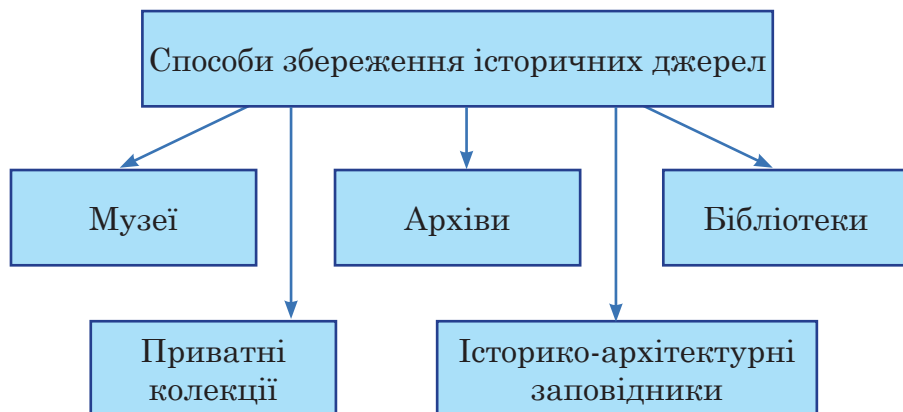 Способи збереження історичних джерел
Музеї
Архіви
Бібліотеки
Приватні
колекції
Історико-архітектурні
заповідники